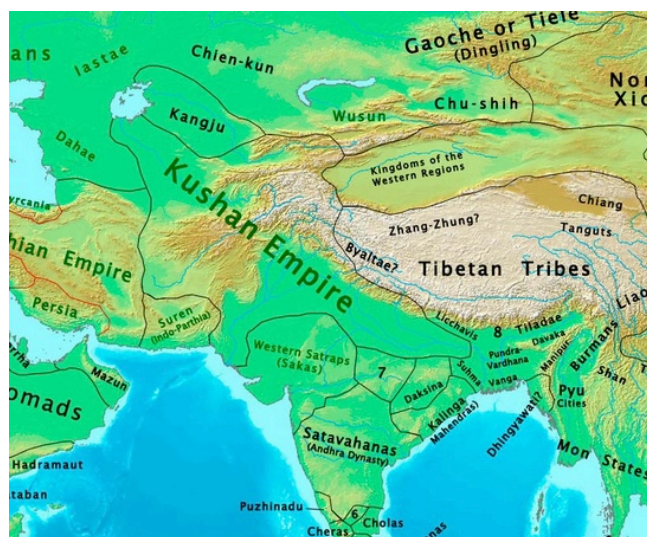 Gaoche or Tiele
(Dingling)
ans
Iastae
Chien-kun
Nor
Xio
Chu-shih
Wusun
Kangju
Dahae
Kingdoms of the
Western Regions
Kushan Empire
Chiang
yrcania
Zhang-Zhung?
Tanguts
hian Empire
Byaltae?
Tibetan Tribes
Liao
Persia
Suren
(Indo-Parthia)
Licchavis
8
Tiladae
Burmans
Western Satraps
(Sakas)
7
Suhma
Pundra
Vardhana
Davaka
Manipur
Shan
T
rrha
Mazun
Daksina
Vanga
Pyu
Cities
omads
Kalinga
Mahendras)
Dhingyawati?
Satavahanas
(Andhra Dynasty)
Mon States
Hadramaut
ataban
Puzhinadu
6
Cholas
Cheras
nas